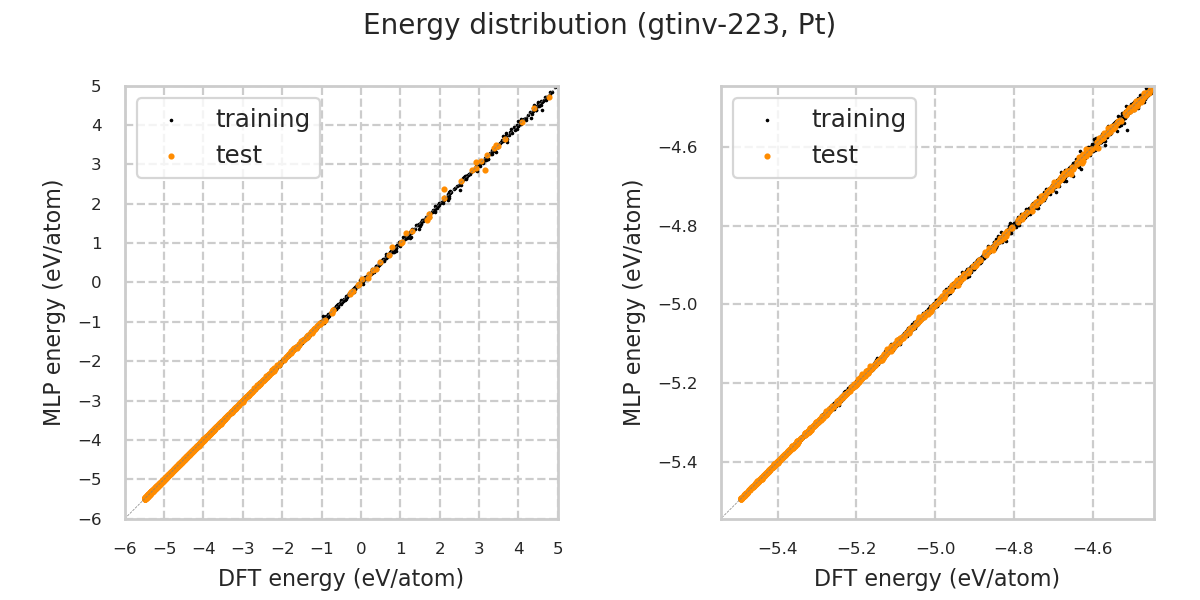 Energy distribution (gtinv-223, Pt)
training
test
5
4
3
2
1
0
−1
−2
−3
−4
−5
−6
−6 −5 −4 −3 −2 −1 0 1 2 3 4 5
MLP energy (eV/atom)
DFT energy (eV/atom)
training
test
−4.6
−4.8
−5.0
−5.2
−5.4
−5.4 −5.2 −5.0 −4.8 −4.6
MLP energy (eV/atom)
DFT energy (eV/atom)